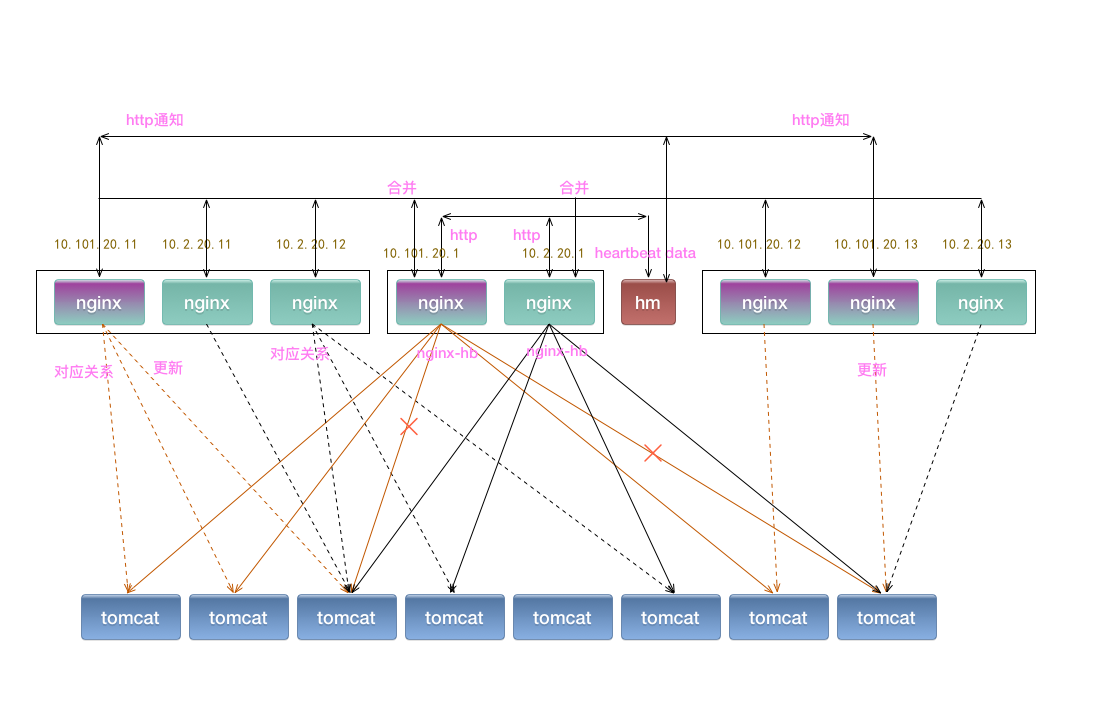 http通知
http通知
合并
合并
http
http
10.101.20.11
10.2.20.11
10.2.20.12
10.101.20.1
10.2.20.1
heartbeat data
10.101.20.12
10.101.20.13
10.2.20.13
nginx
nginx
nginx
nginx
nginx
hm
nginx
nginx
nginx
对应关系
更新
对应关系
nginx-hb
nginx-hb
更新
tomcat
tomcat
tomcat
tomcat
tomcat
tomcat
tomcat
tomcat